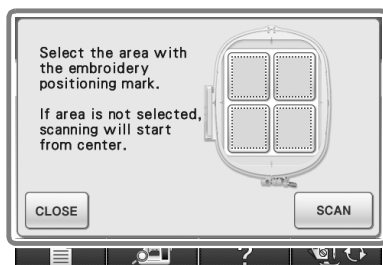 Select the area with
the embroidery
positioning mark.
If area is not selected,
scanning will start
from center.
CLOSE
SCAN
?